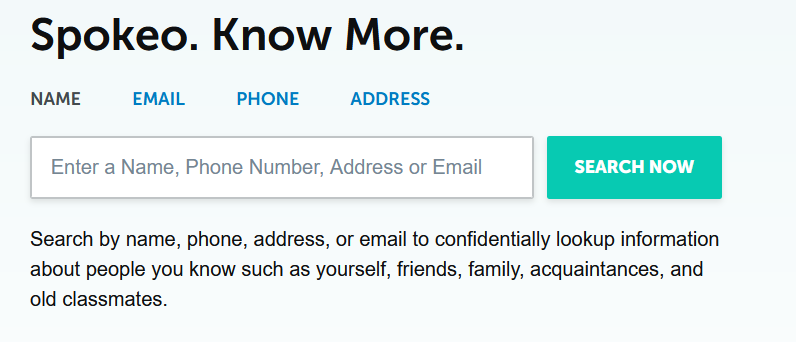 Spokeo. Know More.
NAME EMAIL PHONE ADDRESS
Enter a Name, Phone Number, Address or Email SEARCH NOW
Search by name, phone, address, or email to confidentially lookup information
about people you know such as yourself, friends, family, acquaintances, and
old classmates.